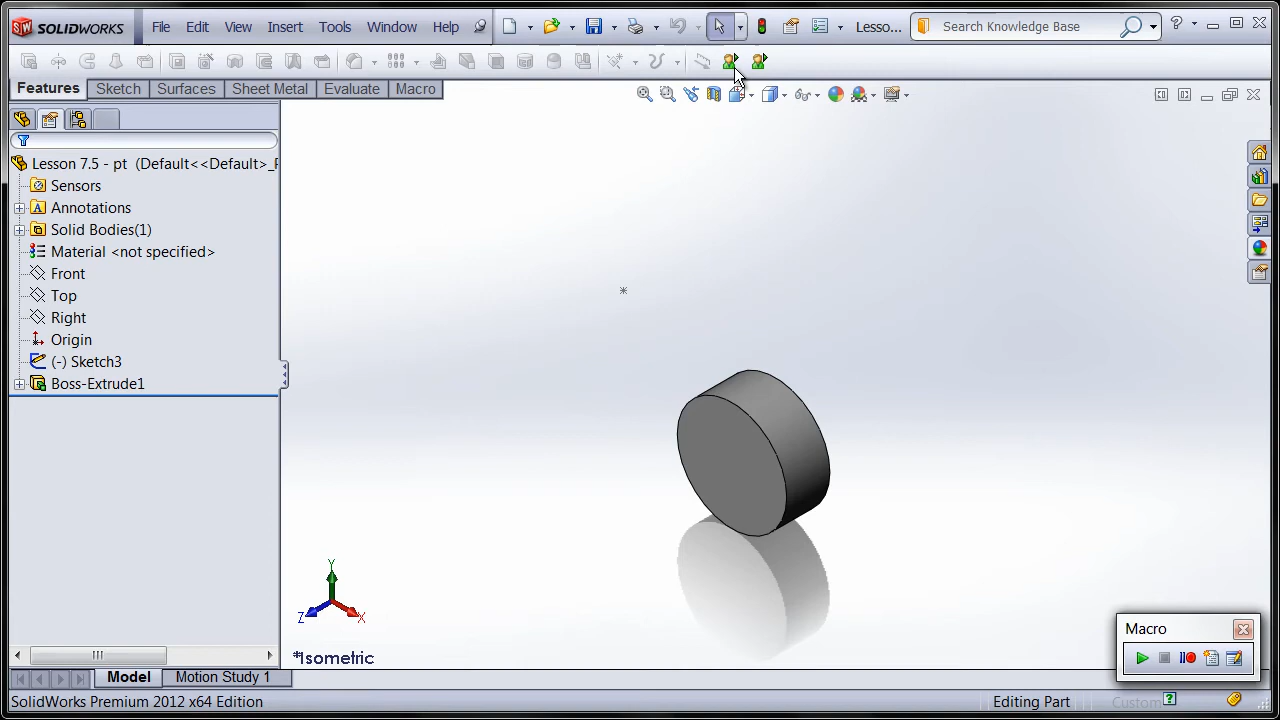 SW SOLIDWORKS File Edit View Insert Tools Window Help Lesso... Search Knowledge Base ?
Features Sketch Surfaces Sheet Metal Evaluate Macro
Lesson 7.5 - pt (Default<<Default>_
Sensors
A Annotations
Solid Bodies(1)
Material <not specified>
Front
Top
Right
Origin
(-) Sketch3
Boss-Extrude1
Y
Z X
*Isometric
Macro
Model Motion Study 1
SolidWorks Premium 2012 x64 Edition Editing Part Custom ?